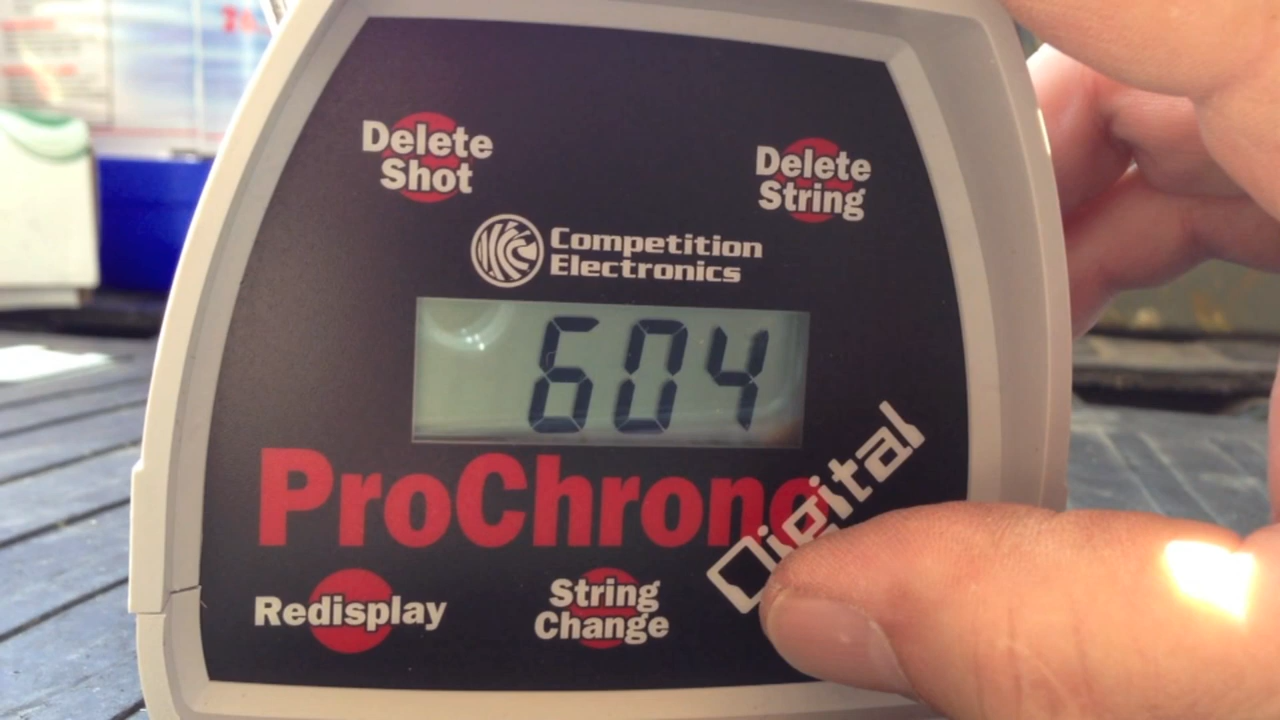 Delete
Shot
Delete
String
Competition
Electronics
604
ProChrono
Digital
Redisplay
String
Change